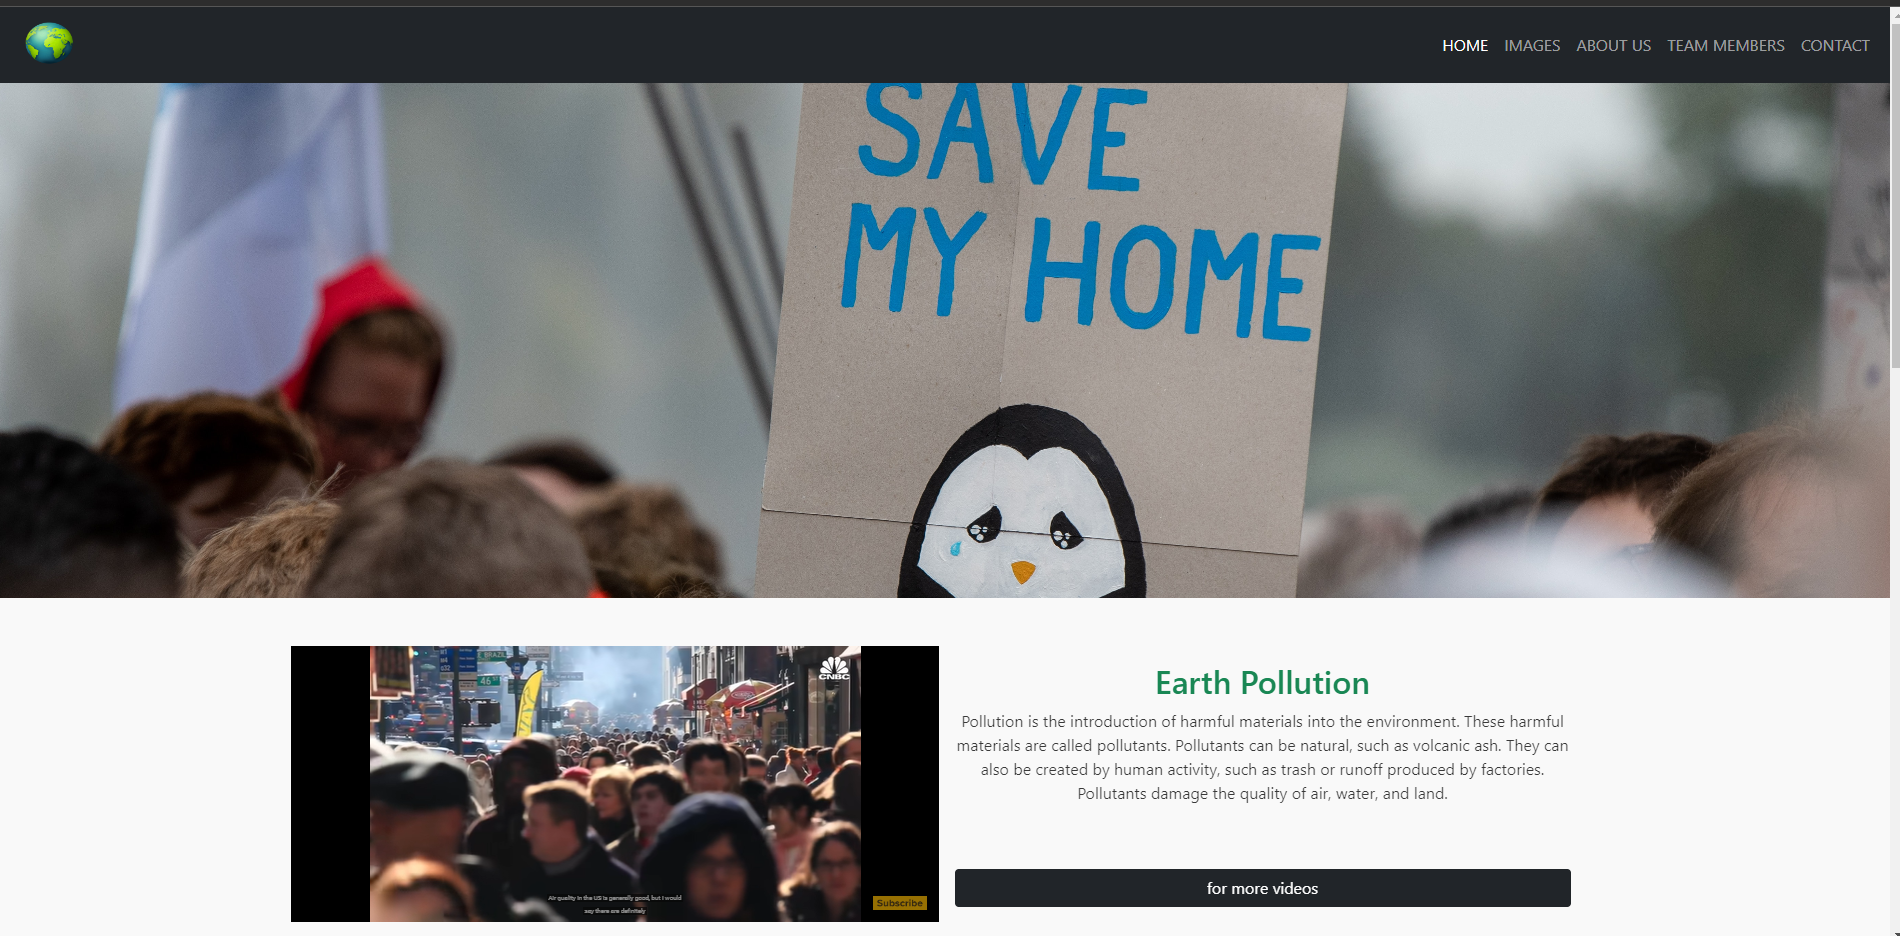 HOME IMAGES ABOUT US TEAM MEMBERS CONTACT
SAVE
MY HOME
BRAZIL
46 ST
CNBC
Air quality in the US is generally good, but I would
say there are definitely
Subscribe
Earth Pollution
Pollution is the introduction of harmful materials into the environment. These harmful
materials are called pollutants. Pollutants can be natural, such as volcanic ash. They can
also be created by human activity, such as trash or runoff produced by factories.
Pollutants damage the quality of air, water, and land.
for more videos